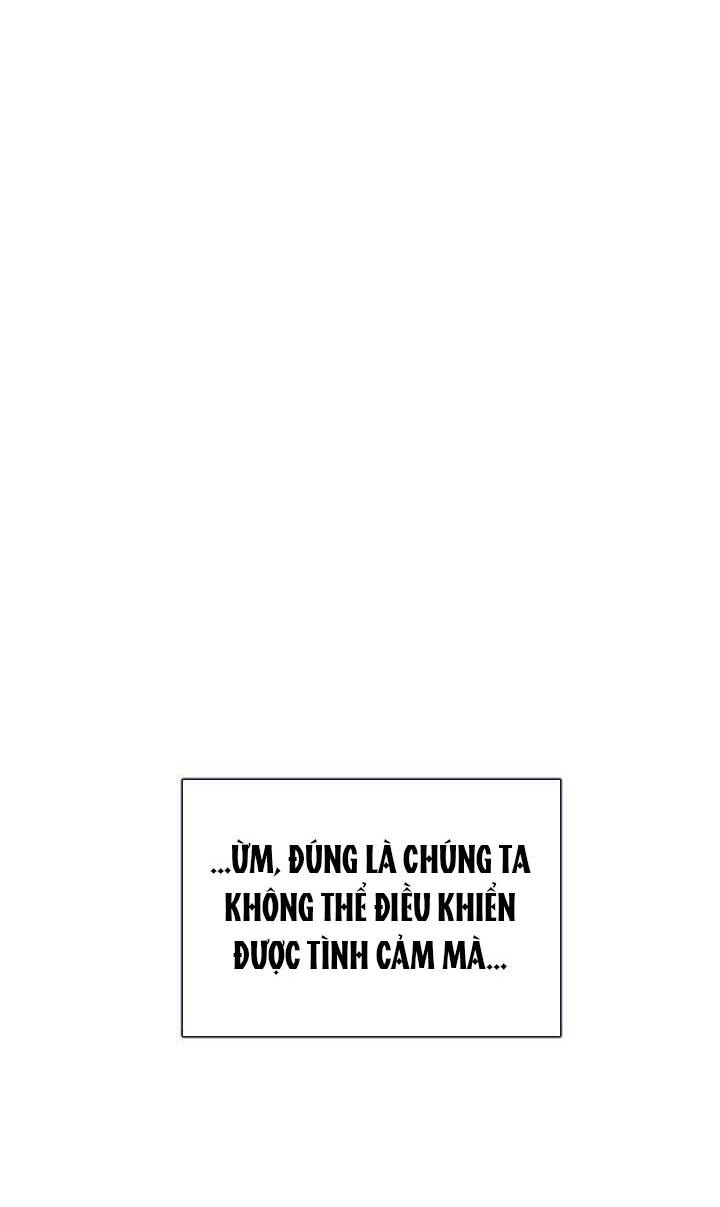 ...ỪM, ĐÚNG LÀ CHÚNG TA
KHÔNG THỂ ĐIỀU KHIỂN
ĐƯỢC TÌNH CẢM MÀ...